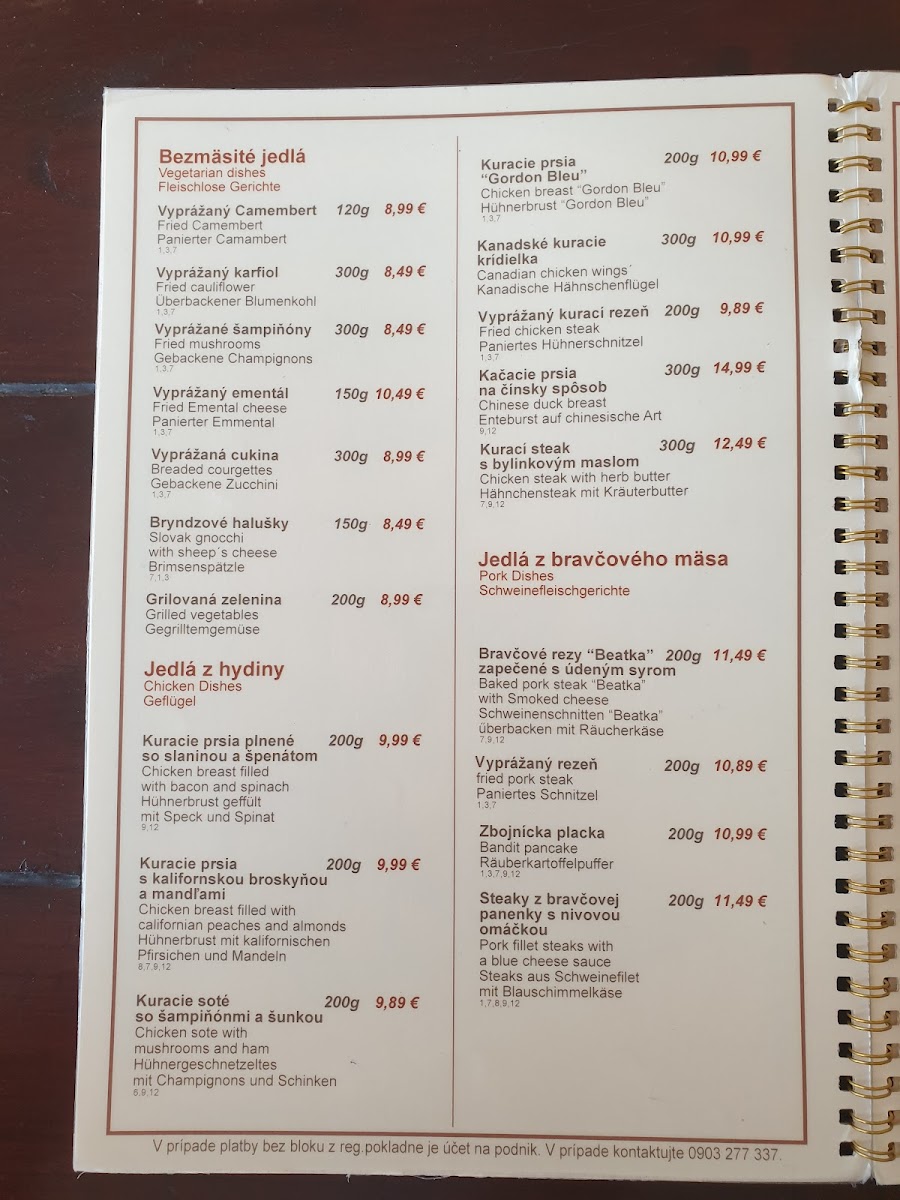 Bezmäsité jedlá
Vegetarian dishes
Fleischlose Gerichte
Vyprážaný Camembert 120g 8,99 €
Fried Camembert
Panierter Camambert
1,3,7
Vyprážaný karfiol 300g 8,49 €
Fried cauliflower
Überbackener Blumenkohl
1,3,7
Vyprážané šampiňóny 300g 8,49 €
Fried mushrooms
Gebackene Champignons
1,3,7
Vyprážaný ementál 150g 10,49 €
Fried Emental cheese
Panierter Emmental
1,3,7
Vyprážaná cukina 300g 8,99 €
Breaded courgettes
Gebackene Zucchini
1,3,7
Bryndzové halušky 150g 8,49 €
Slovak gnocchi
with sheep´s cheese
Brimsenspätzle
7,1,3
Grilovaná zelenina 200g 8,99 €
Grilled vegetables
Gegrilltemgemüse
Jedlá z hydiny
Chicken Dishes
Geflügel
Kuracie prsia plnené 200g 9,99 €
so slaninou a špenátom
Chicken breast filled
with bacon and spinach
Hühnerbrust geffült
mit Speck und Spinat
9,12
Kuracie prsia 200g 9,99 €
s kalifornskou broskyňou
a mandľami
Chicken breast filled with
californian peaches and almonds
Hühnerbrust mit kalifornischen
Pfirsichen und Mandeln
8,7,9,12
Kuracie soté 200g 9,89 €
so šampiňónmi a šunkou
Chicken sote with
mushrooms and ham
Hühnergeschnetzeltes
mit Champignons und Schinken
6,9,12
Kuracie prsia 200g 10,99 €
“Gordon Bleu”
Chicken breast “Gordon Bleu”
Hühnerbrust “Gordon Bleu”
1,3,7
Kanadské kuracie 300g 10,99 €
krídielka
Canadian chicken wings´
Kanadische Hähnschenflügel
Vyprážaný kurací rezeň 200g 9,89 €
Fried chicken steak
Paniertes Hühnerschnitzel
1,3,7
Kačacie prsia 300g 14,99 €
na čínsky spôsob
Chinese duck breast
Enteburst auf chinesische Art
9,12
Kurací steak 300g 12,49 €
s bylinkovým maslom
Chicken steak with herb butter
Hähnchensteak mit Kräuterbutter
7,9,12
Jedlá z bravčového mäsa
Pork Dishes
Schweinefleischgerichte
Bravčové rezy “Beatka” 200g 11,49 €
zapečené s údeným syrom
Baked pork steak “Beatka”
with Smoked cheese
Schweinenschnitten “Beatka”
überbacken mit Räucherkäse
7,9,12
Vyprážaný rezeň 200g 10,89 €
fried pork steak
Paniertes Schnitzel
1,3,7
Zbojnícka placka 200g 10,99 €
Bandit pancake
Räuberkartoffelpuffer
1,3,7,9,12
Steaky z bravčovej 200g 11,49 €
panenky s nivovou
omáčkou
Pork fillet steaks with
a blue cheese sauce
Steaks aus Schweinefilet
mit Blauschimmelkäse
1,7,8,9,12
V prípade platby bez bloku z reg.pokladne je účet na podnik. V prípade kontaktujte 0903 277 337.